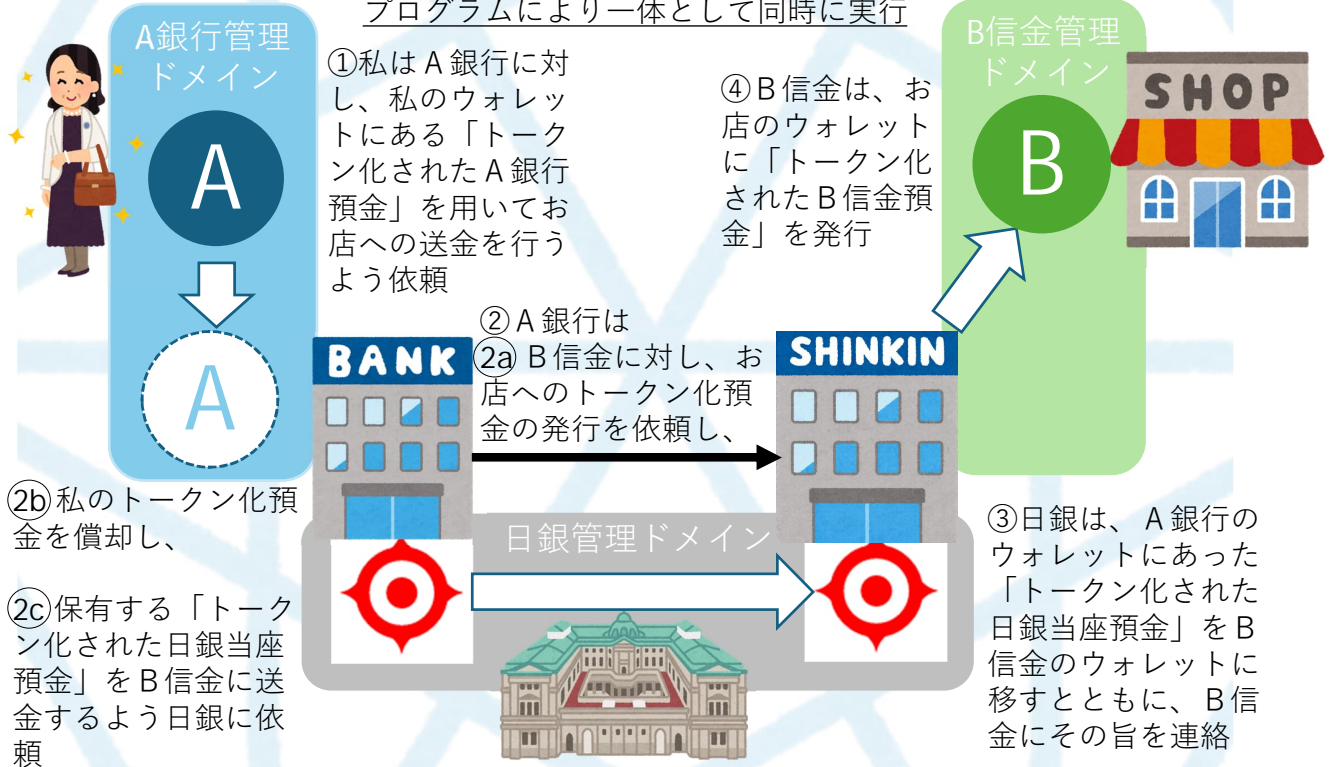 プログラムにより一体として同時に実行
A銀行管理
ドメイン
A
A
①私はA銀行に対
し、私のウォレッ
トにある「トーク
ン化されたA銀行
預金」を用いてお
店への送金を行う
よう依頼
②A銀行は
2a B信金に対し、お
店へのトークン化預
金の発行を依頼し、
BANK
2b 私のトークン化預
金を償却し、
2c 保有する「トーク
ン化された日銀当座
預金」をB信金に送
金するよう日銀に依
頼
日銀管理ドメイン
SHINKIN
③日銀は、A銀行の
ウォレットにあった
「トークン化された
日銀当座預金」をB
信金のウォレットに
移すとともに、B信
金にその旨を連絡
④B信金は、お
店のウォレット
に「トークン化
されたB信金預
金」を発行
B信金管理
ドメイン
B
SHOP